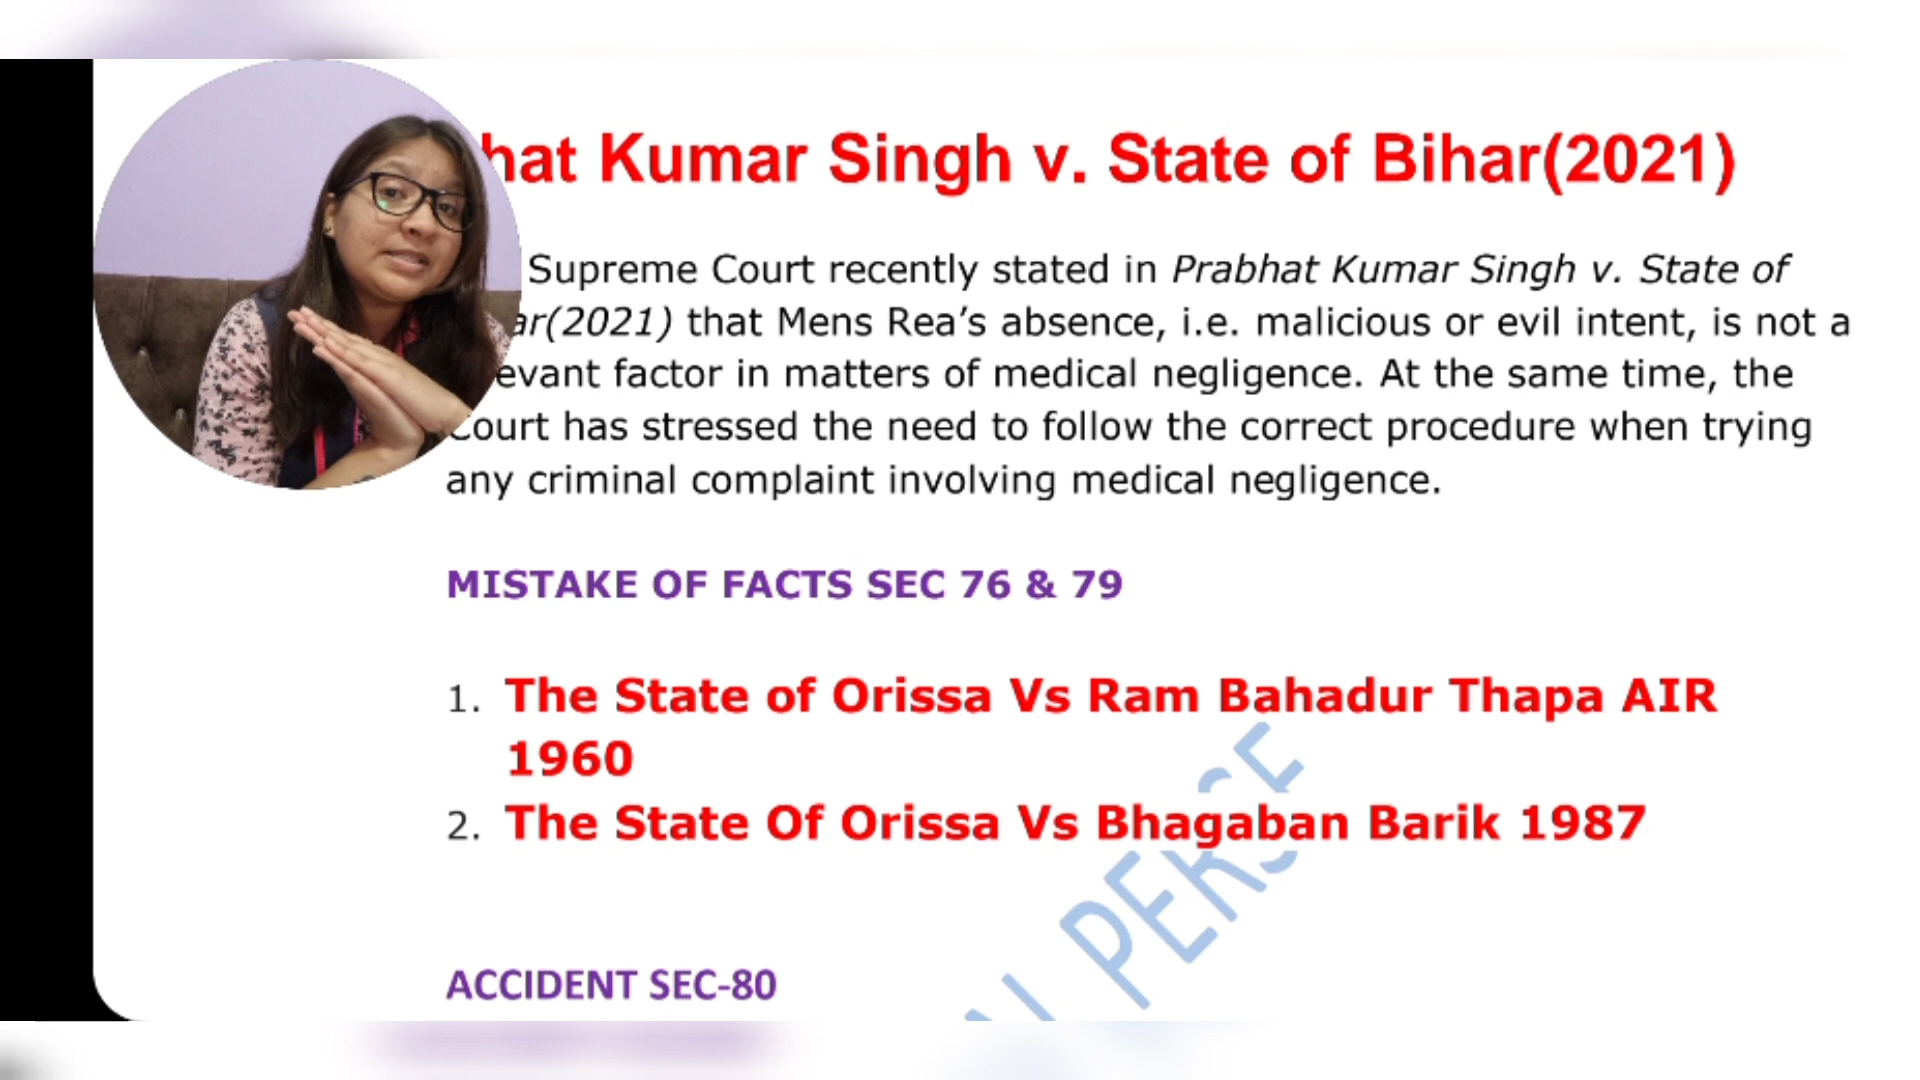 hat Kumar Singh v. State of Bihar(2021)
Supreme Court recently stated in Prabhat Kumar Singh v. State of
ar(2021) that Mens Rea’s absence, i.e. malicious or evil intent, is not a
evant factor in matters of medical negligence. At the same time, the
Court has stressed the need to follow the correct procedure when trying
any criminal complaint involving medical negligence.
MISTAKE OF FACTS SEC 76 & 79
1. The State of Orissa Vs Ram Bahadur Thapa AIR
1960
2. The State Of Orissa Vs Bhagaban Barik 1987
ACCIDENT SEC-80